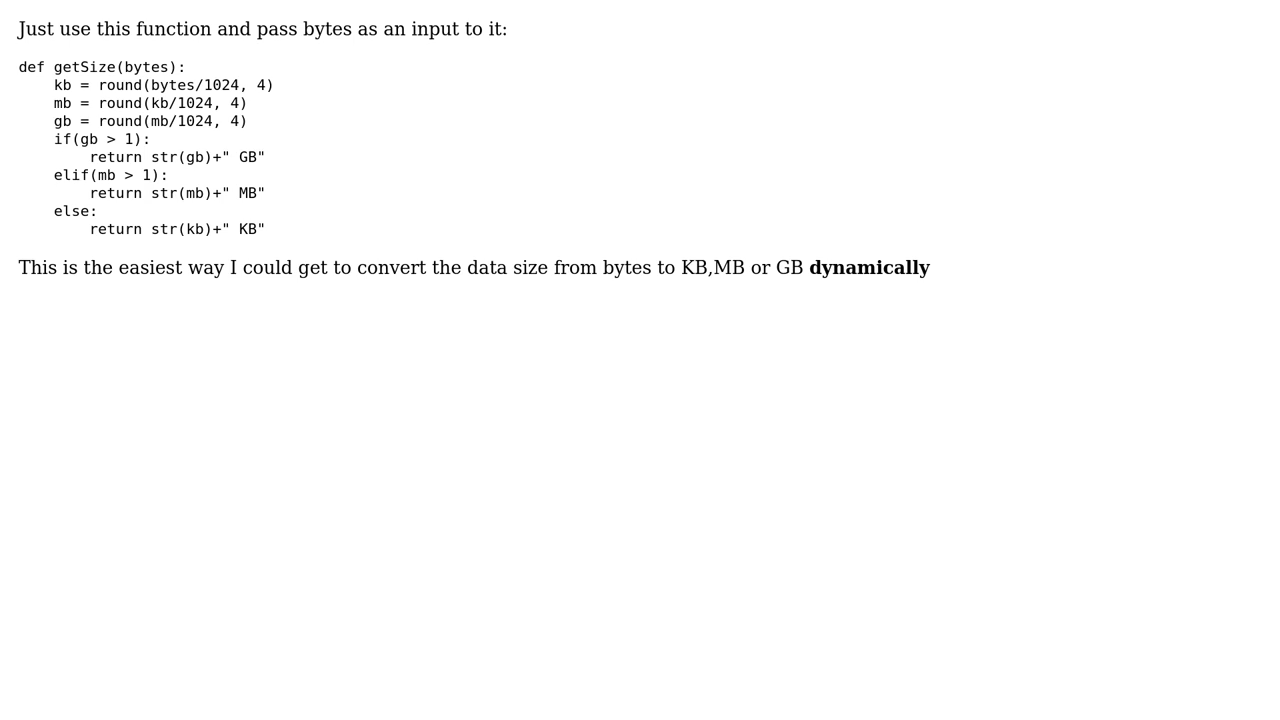 Just use this function and pass bytes as an input to it:
def getSize(bytes):
    kb = round(bytes/1024, 4)
    mb = round(kb/1024, 4)
    gb = round(mb/1024, 4)
    if(gb > 1):
        return str(gb)+" GB"
    elif(mb > 1):
        return str(mb)+" MB"
    else:
        return str(kb)+" KB"
This is the easiest way I could get to convert the data size from bytes to KB,MB or GB dynamically